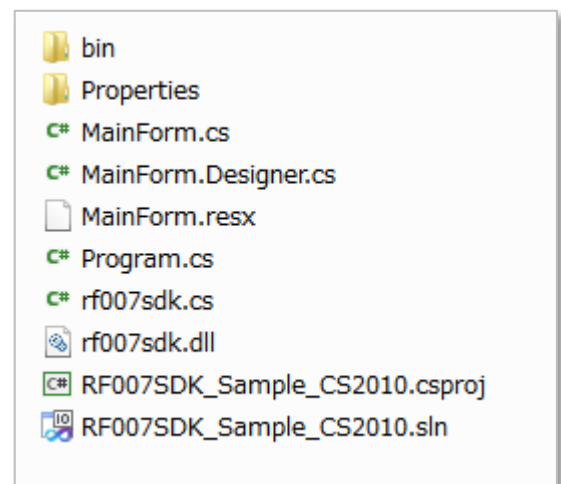 bin
Properties
C# MainForm.cs
C# MainForm.Designer.cs
MainForm.resx
C# Program.cs
C# rf007sdk.cs
rf007sdk.dll
C# RF007SDK_Sample_CS2010.csproj
10 RF007SDK_Sample_CS2010.sln